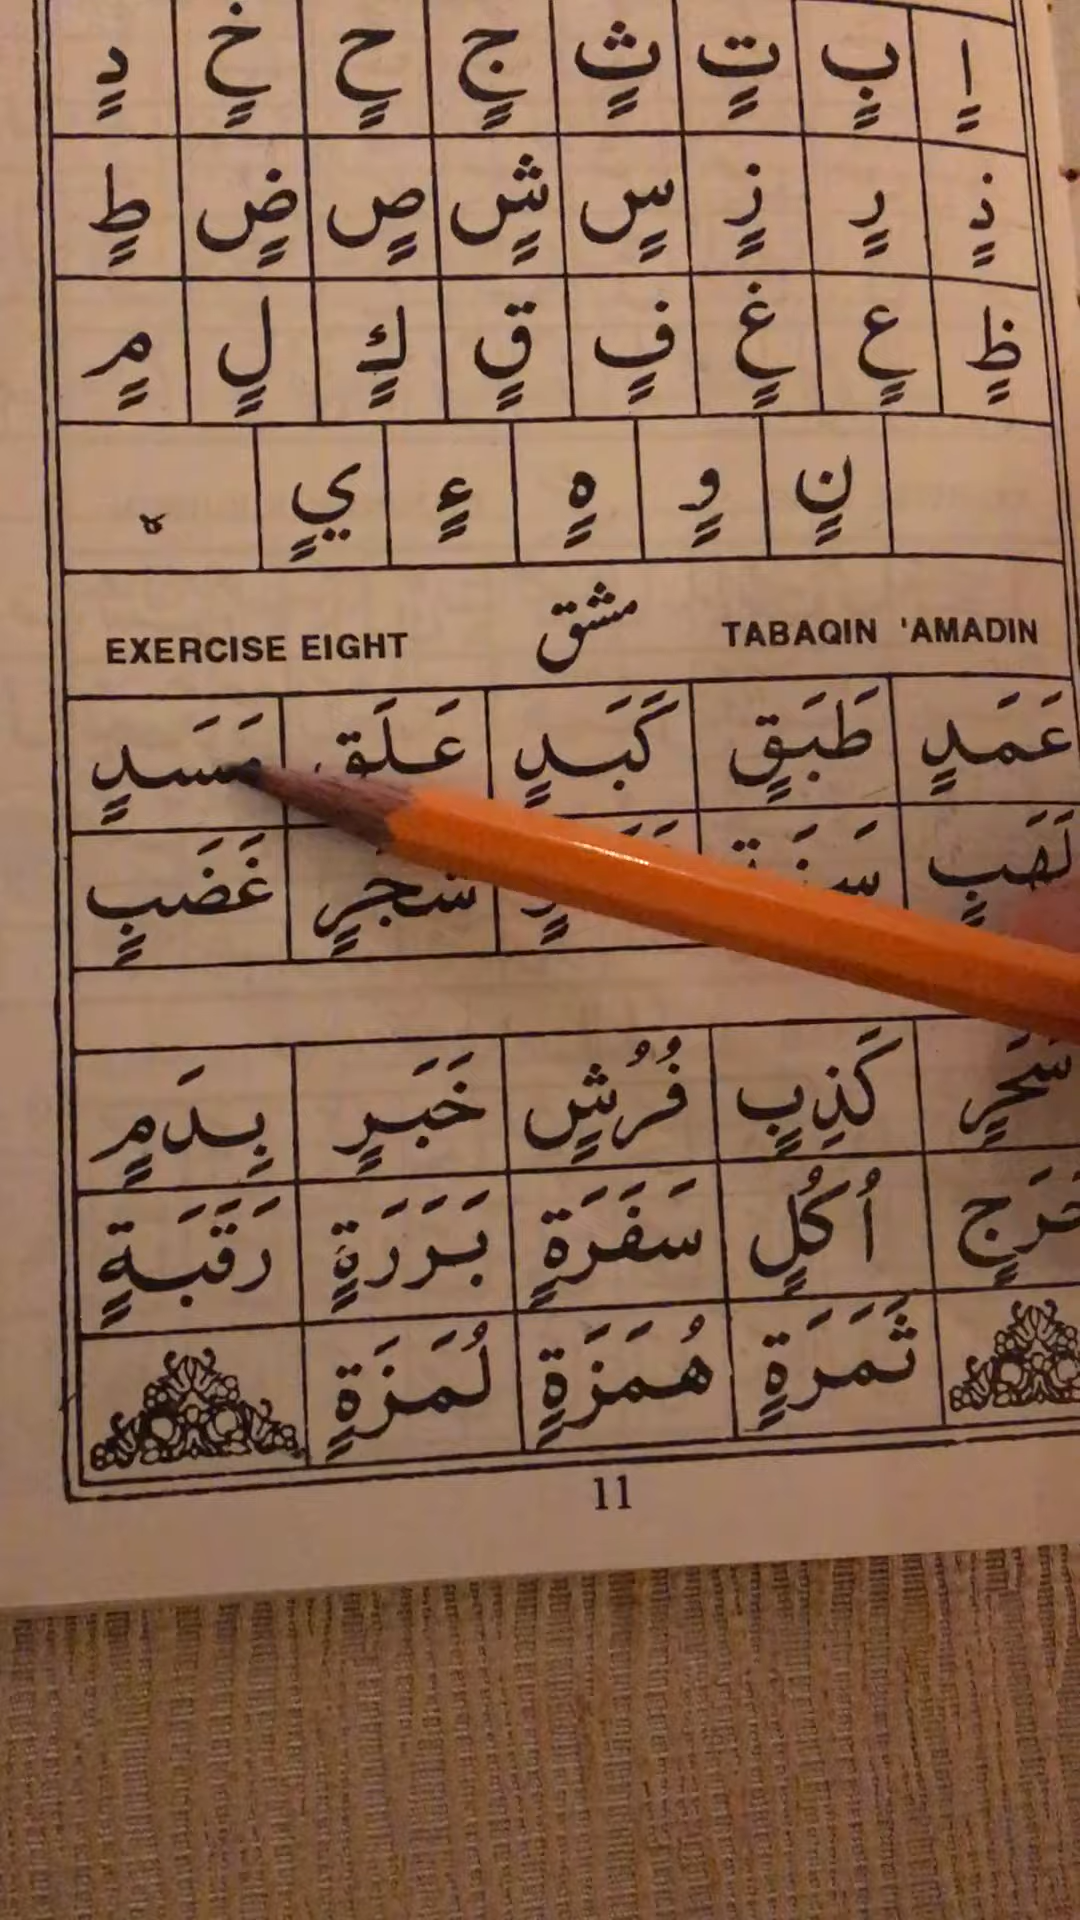 اٍ بٍ تٍ ثٍ جٍ حٍ خٍ دٍ
ذٍ رٍ زٍ سٍ شٍ صٍ ضٍ طٍ
ظٍ عٍ غٍ فٍ قٍ كٍ لٍ مٍ
نٍ وٍ هٍ ءٍ يٍ
EXERCISE EIGHT مشق TABAQIN 'AMADIN
عَمَدٍ طَبَقٍ كَبَدٍ عَلَقٍ مَسَدٍ
لَهَبٍ شَجَرٍ غَضَبٍ
كَذِبٍ فُرُشٍ خَبَرٍ بِدَمٍ
اُكُلٍ سَفَرَةٍ بَرَرَةٍ رَقَبَةٍ
ثَمَرَةٍ هُمَزَةٍ لُمَزَةٍ
11